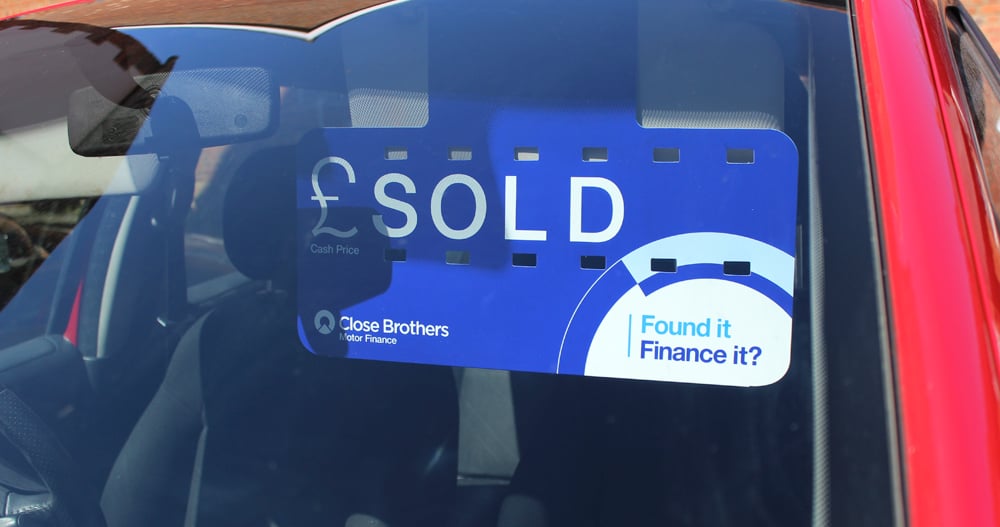 £SOLD
Cash Price
Close Brothers
Motor Finance
Found it
Finance it?